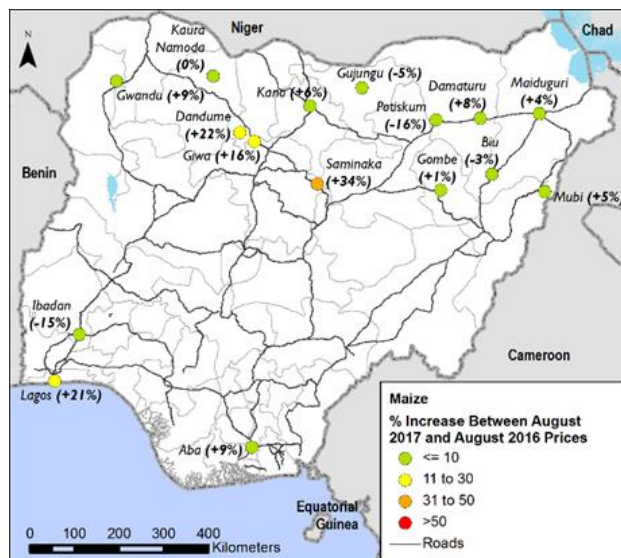 N
Niger
Chad
Kaura
Namoda
(0%)
Gujungu (-5%)
Gwandu (+9%)
Kano (+6%)
Damaturu
(+8%)
Maiduguri
(+4%)
Potiskum
(-16%)
Dandume
(+22%)
Giwa (+16%)
Biu
(-3%)
Gombe
(+1%)
Saminaka
(+34%)
Mubi (+5%)
Benin
Ibadan
(-15%)
Lagos (+21%)
Aba (+9%)
Cameroon
Equatorial
Guinea
Maize
% Increase Between August
2017 and August 2016 Prices
<= 10
11 to 30
31 to 50
>50
Roads
0 50 100 200 300 400
Kilometers